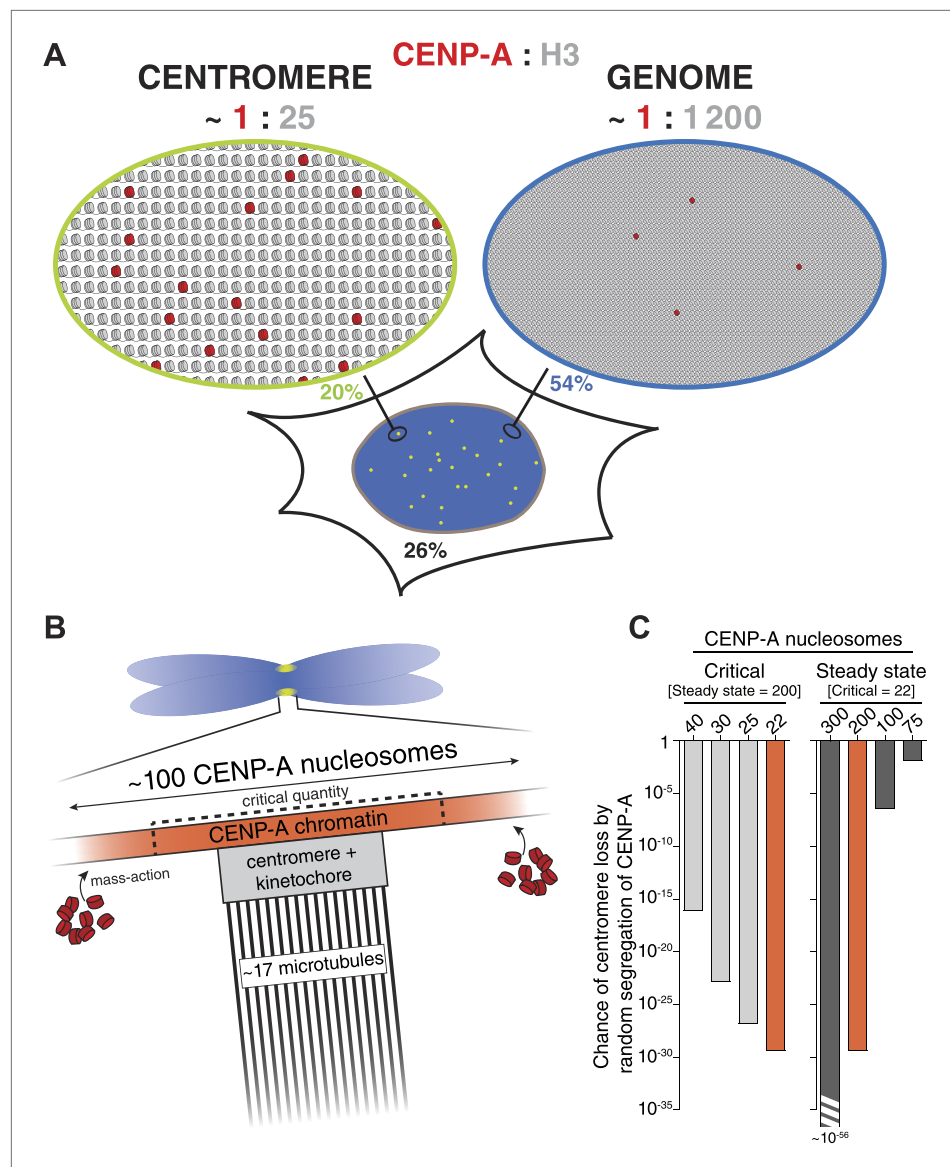 A
CENP-A : H3
CENTROMERE
~ 1 : 25
GENOME
~ 1 : 1 200
20%
54%
26%
B
~100 CENP-A nucleosomes
critical quantity
CENP-A chromatin
centromere +
kinetochore
mass-action
~17 microtubules
C
CENP-A nucleosomes
Critical
[Steady state = 200]
Steady state
[Critical = 22]
40 30 25 22
300 200 100 75
Chance of centromere loss by
random segregation of CENP-A
1
10⁻⁵
10⁻¹⁰
10⁻¹⁵
10⁻²⁰
10⁻²⁵
10⁻³⁰
10⁻³⁵
~10⁻⁵⁶